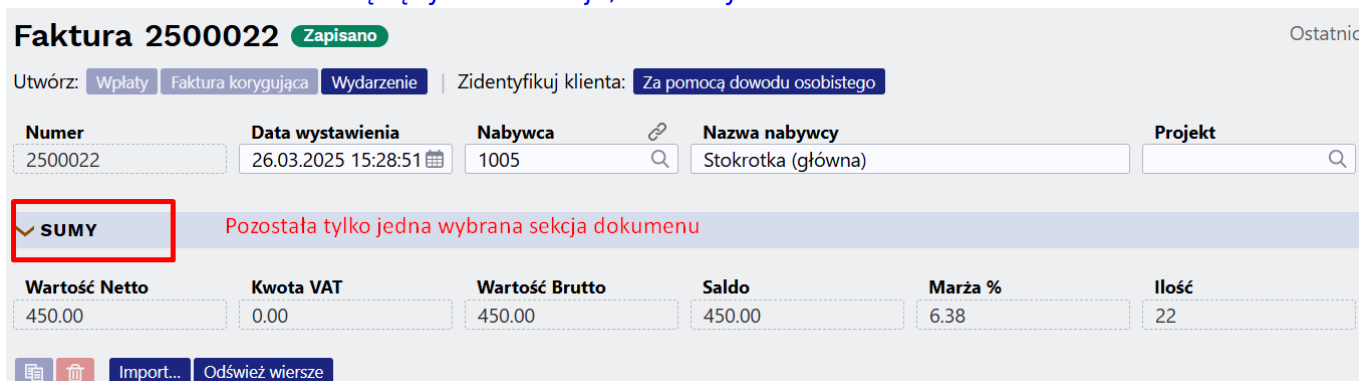 Faktura 2500022 Zapisano
Utwórz: Wpłaty Faktura korygująca Wydarzenie | Zidentyfikuj klienta: Za pomocą dowodu osobistego
Numer Data wystawienia Nabywca Nazwa nabywcy Projekt
2500022 26.03.2025 15:28:51 1005 Stokrotka (główna)
SUMY Pozostała tylko jedna wybrana sekcja dokumenu
Wartość Netto Kwota VAT Wartość Brutto Saldo Marża % Ilość
450.00 0.00 450.00 450.00 6.38 22
Import... Odśwież wiersze